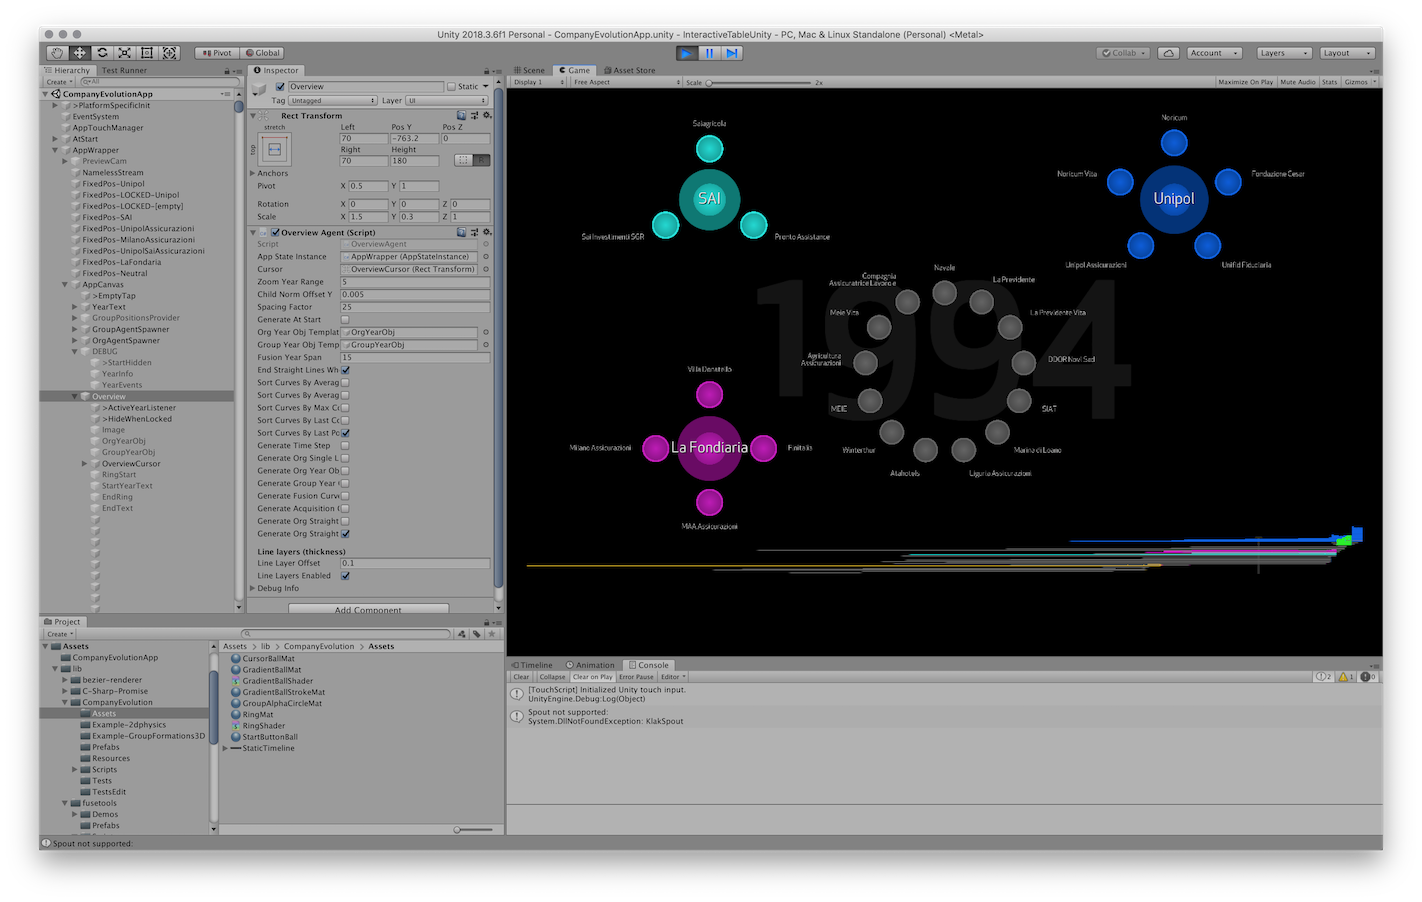 Unity 2018.3.6f1 Personal - CompanyEvolutionApp.unity - InteractiveTableUnity - PC, Mac & Linux Standalone (Personal) <Metal>
Pivot Global Collab Account Layers Layout
Hierarchy Test Runner
Create All
CompanyEvolutionApp
>PlatformSpecificInit
EventSystem
AppTouchManager
AtStart
AppWrapper
PreviewCam
NamelessStream
FixedPos-Unipol
FixedPos-LOCKED-Unipol
FixedPos-LOCKED-[empty]
FixedPos-SAI
FixedPos-UnipolAssicurazioni
FixedPos-MilanoAssicurazioni
FixedPos-UnipolSaiAssicurazioni
FixedPos-LaFondaria
FixedPos-Neutral
AppCanvas
>EmptyTap
YearText
GroupPositionsProvider
GroupAgentSpawner
OrgAgentSpawner
DEBUG
>StartHidden
YearInfo
YearEvents
Overview
>ActiveYearListener
>HideWhenLocked
Image
OrgYearObj
GroupYearObj
OverviewCursor
RingStart
StartYearText
EndRing
EndText
Inspector
Overview Static
Tag Untagged Layer UI
Rect Transform
stretch
top
Left Pos Y Pos Z
70 -763.2 0
Right Height
70 180
R
Anchors
Pivot X 0.5 Y 1
Rotation X 0 Y 0 Z 0
Scale X 1.5 Y 0.3 Z 1
Overview Agent (Script)
Script OverviewAgent
App State Instance AppWrapper (AppStateInstance)
Cursor OverviewCursor (Rect Transform)
Zoom Year Range 5
Child Norm Offset Y 0.005
Spacing Factor 25
Generate At Start
Org Year Obj Templat OrgYearObj
Group Year Obj Temp GroupYearObj
Fusion Year Span 15
End Straight Lines Wh
Sort Curves By Averag
Sort Curves By Averag
Sort Curves By Max C
Sort Curves By Last C
Sort Curves By Last Po
Generate Time Step
Generate Org Single L
Generate Org Year Ob
Generate Group Year
Generate Fusion Curv
Generate Acquisition
Generate Org Straight
Generate Org Straight
Line layers (thickness)
Line Layer Offset 0.1
Line Layers Enabled
Debug Info
Add Component
Scene Game Asset Store
Display 1 Free Aspect Scale 2x Maximize On Play Mute Audio Stats Gizmos
1994
Saiagricola
SAI
Sai Investimenti SGR
Pronto Assistance
Noricum
Noricum Vita
Fondazione Cesar
Unipol
Unipol Assicurazioni
Unifid Fiduciaria
Navale
Compagnia
Assicuratrice Lavoro e
La Previdente
Meie Vita
La Previdente Vita
Agricoltura
Assicurazioni
DDOR Novi Sad
MEIE
SIAT
Winterthur
Marina di Loano
Atahotels
Liguria Assicurazioni
Villa Donatello
Milano Assicurazioni
La Fondiaria
Finitalia
MAA Assicurazioni
Project
Create
Assets
CompanyEvolutionApp
lib
bezier-renderer
C-Sharp-Promise
CompanyEvolution
Assets
Example-2dphysics
Example-GroupFormations3D
Prefabs
Resources
Scripts
Tests
TestsEdit
fusetools
Demos
Prefabs
Assets > lib > CompanyEvolution > Assets
CursorBallMat
GradientBallMat
GradientBallShader
GradientBallStrokeMat
GroupAlphaCircleMat
RingMat
RingShader
StartButtonBall
StaticTimeline
Timeline Animation Console
Clear Collapse Clear on Play Error Pause Editor 2 1 0
[TouchScript] Initialized Unity touch input.
UnityEngine.Debug:Log(Object)
Spout not supported:
System.DllNotFoundException: KlakSpout
Spout not supported: